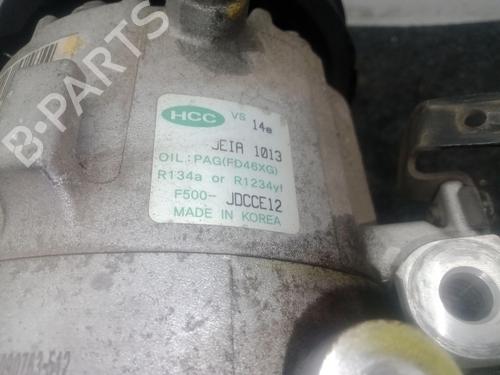 B-PARTS
HCC VS 14e
JEIA 1013
OIL: PAG(FD46XG)
R134a or R1234yf
F500- JDCCE12
MADE IN KOREA